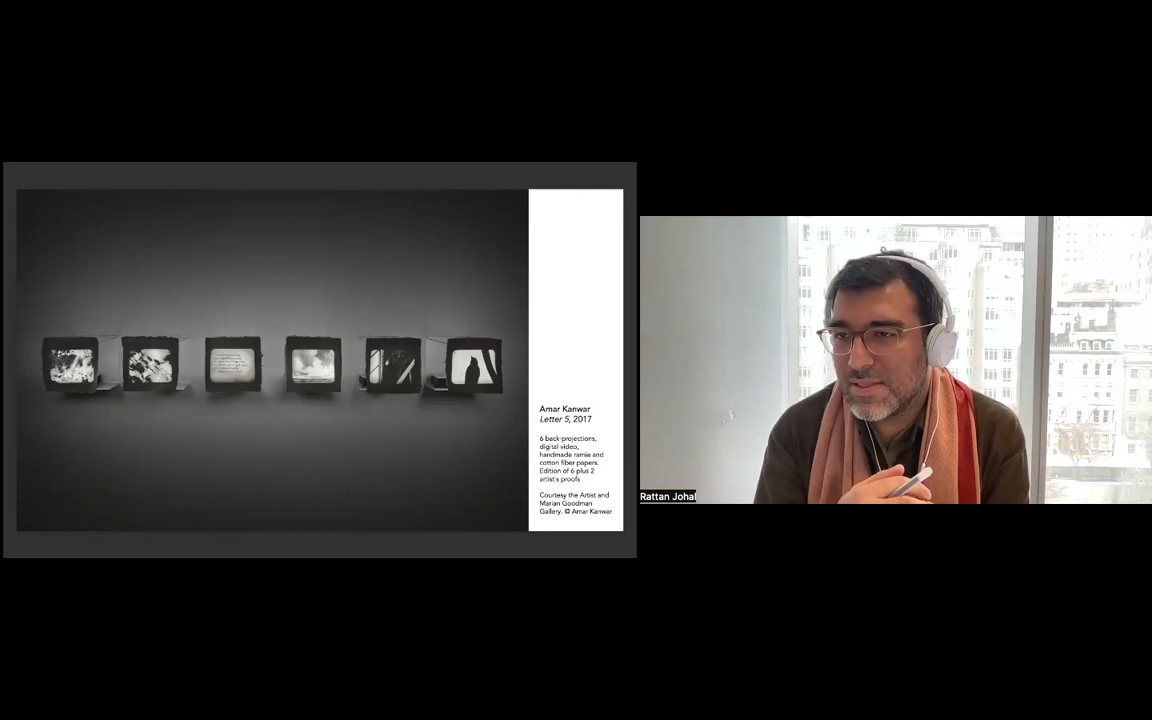 Amar Kanwar
Letter 5, 2017
6 back-projections,
digital video,
handmade ramie and
cotton fiber papers.
Edition of 6 plus 2
artist's proofs
Courtesy the Artist and
Marian Goodman
Gallery. © Amar Kanwar
Rattan Johal